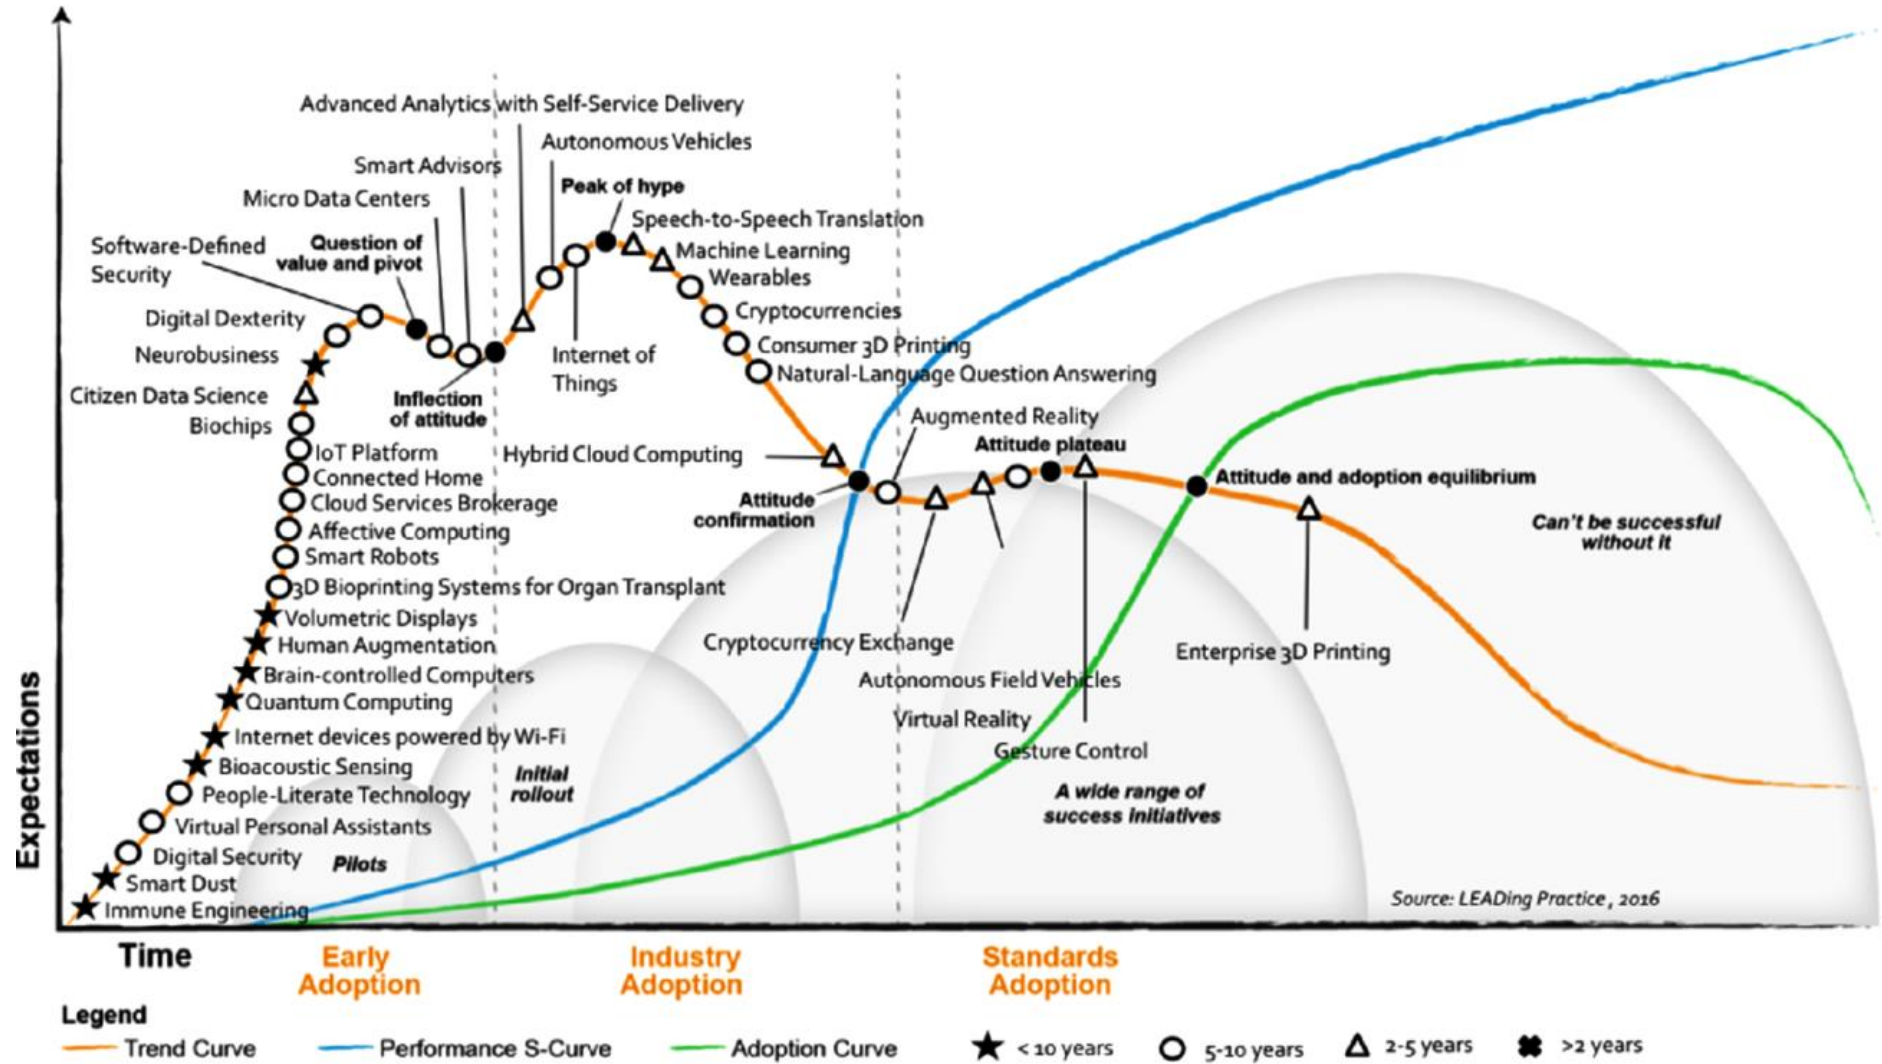 Advanced Analytics with Self-Service Delivery
Autonomous Vehicles
Smart Advisors
Peak of hype
Micro Data Centers
Speech-to-Speech Translation
Software-Defined
Security
Question of
value and pivot
Machine Learning
Wearables
Digital Dexterity
Cryptocurrencies
Neurobusiness
Internet of
Things
Consumer 3D Printing
Natural-Language Question Answering
Citizen Data Science
Inflection
of attitude
Biochips
Augmented Reality
Attitude plateau
IoT Platform
Hybrid Cloud Computing
Connected Home
Attitude and adoption equilibrium
Cloud Services Brokerage
Attitude
confirmation
Affective Computing
Can't be successful
without it
Smart Robots
3D Bioprinting Systems for Organ Transplant
Volumetric Displays
Human Augmentation
Cryptocurrency Exchange
Enterprise 3D Printing
Brain-controlled Computers
Autonomous Field Vehicles
Quantum Computing
Virtual Reality
Internet devices powered by Wi-Fi
Gesture Control
Bioacoustic Sensing
Initial
rollout
People-Literate Technology
A wide range of
success initiatives
Virtual Personal Assistants
Digital Security
Pilots
Smart Dust
Immune Engineering
Source: LEADing Practice, 2016
Expectations
Time
Early
Adoption
Industry
Adoption
Standards
Adoption
Legend
Trend Curve
Performance S-Curve
Adoption Curve
< 10 years
5-10 years
2-5 years
>2 years